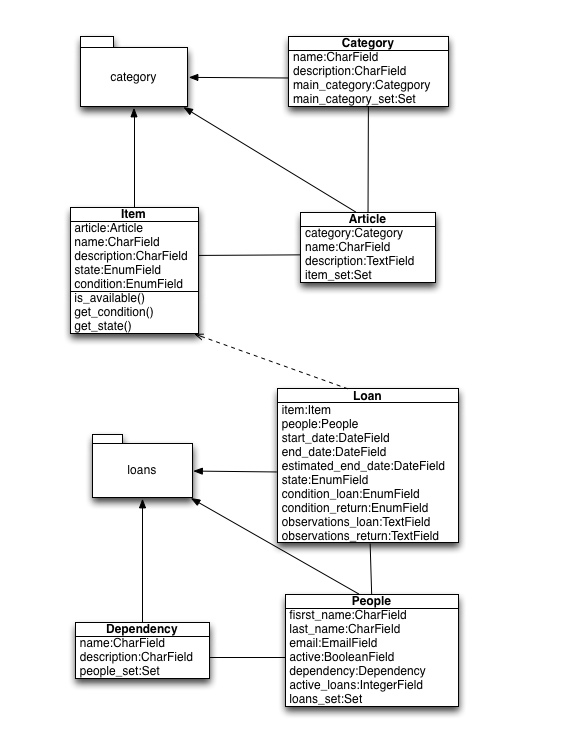 category
Category
name:CharField
description:CharField
main_category:Categpory
main_category_set:Set
Item
article:Article
name:CharField
description:CharField
state:EnumField
condition:EnumField
is_available()
get_condition()
get_state()
Article
category:Category
name:CharField
description:TextField
item_set:Set
Loan
item:Item
people:People
start_date:DateField
end_date:DateField
estimated_end_date:DateField
state:EnumField
condition_loan:EnumField
condition_return:EnumField
observations_loan:TextField
observations_return:TextField
loans
People
fisrst_name:CharField
last_name:CharField
email:EmailField
active:BooleanField
dependency:Dependency
active_loans:IntegerField
loans_set:Set
Dependency
name:CharField
description:CharField
people_set:Set